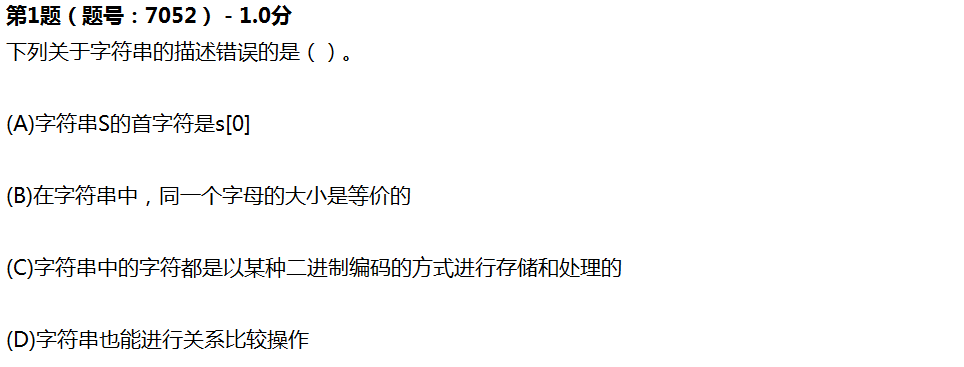 第1题（题号：7052） - 1.0分
下列关于字符串的描述错误的是（ ）。
(A)字符串S的首字符是s[0]
(B)在字符串中，同一个字母的大小是等价的
(C)字符串中的字符都是以某种二进制编码的方式进行存储和处理的
(D)字符串也能进行关系比较操作